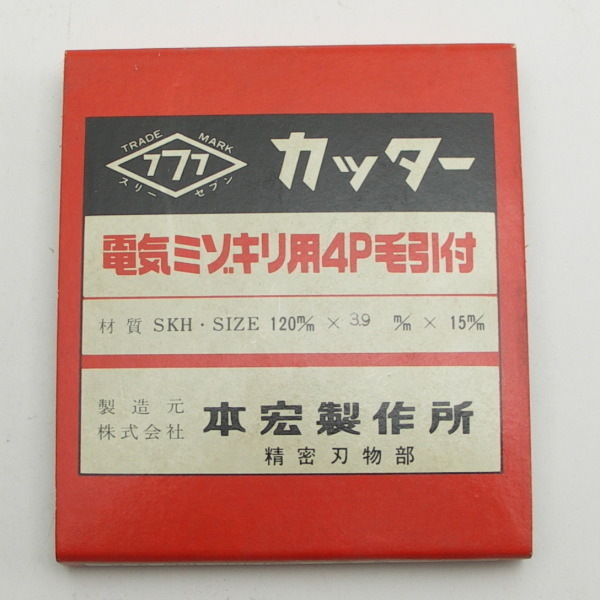 TRADE MARK
777
スリーセブン
カッター
電気ミゾキリ用4P毛引付
材質 SKH・SIZE 120m/m × 3.9 m/m × 15m/m
製造元
株式会社 本宏製作所
精密刃物部